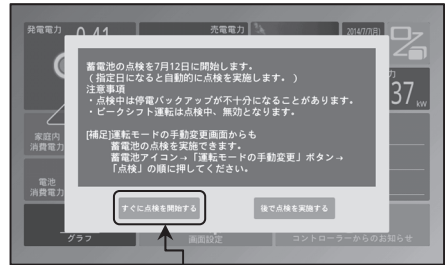 発電電力 0.41 売電電力 2014/7/7(月)
蓄電池の点検を7月12日に開始します。
（指定日になると自動的に点検を実施します。）
注意事項
・点検中は停電バックアップが不十分になることがあります。
・ピークシフト運転は点検中、無効となります。
力
37 kW
[補足]運転モードの手動変更画面からも
蓄電池の点検を実施できます。
蓄電池アイコン→「運転モードの手動変更」ボタン→
「点検」の順に押してください。
家庭内
消費電力
電池
消費電力
すぐに点検を開始する 後で点検を実施する
グラフ 画面設定 コントローラーからのお知らせ